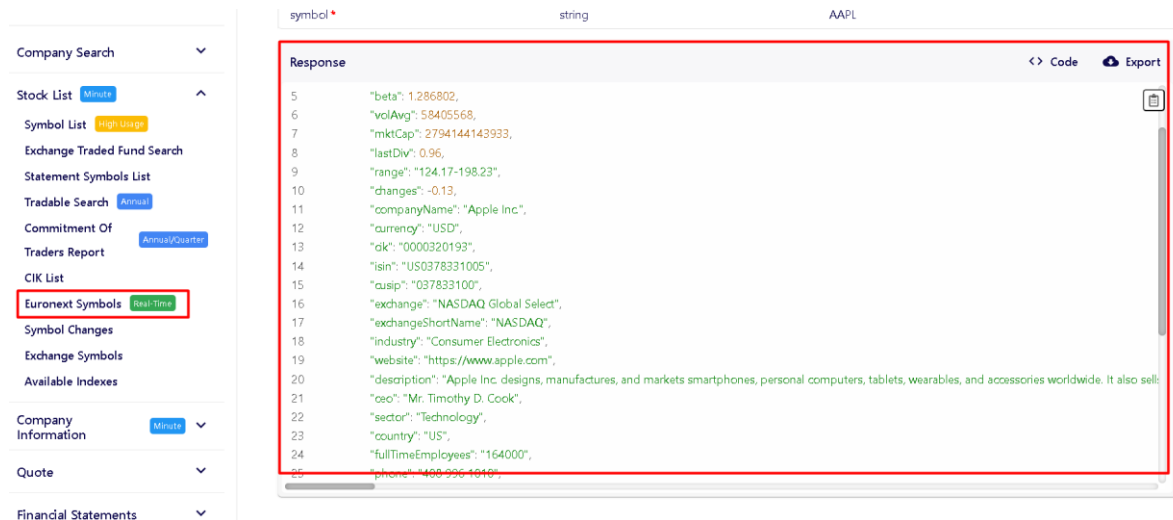 symbol * string AAPL
Company Search
Stock List Minute
Symbol List High Usage
Exchange Traded Fund Search
Statement Symbols List
Tradable Search Annual
Commitment Of
Traders Report Annual/Quarter
CIK List
Euronext Symbols Real-Time
Symbol Changes
Exchange Symbols
Available Indexes
Company
Information Minute
Quote
Financial Statements
Response <> Code Export
5 "beta": 1.286802,
6 "volAvg": 58405568,
7 "mktCap": 2794144143933,
8 "lastDiv": 0.96,
9 "range": "124.17-198.23",
10 "changes": -0.13,
11 "companyName": "Apple Inc.",
12 "currency": "USD",
13 "cik": "0000320193",
14 "isin": "US0378331005",
15 "cusip": "037833100",
16 "exchange": "NASDAQ Global Select",
17 "exchangeShortName": "NASDAQ",
18 "industry": "Consumer Electronics",
19 "website": "https://www.apple.com",
20 "description": "Apple Inc. designs, manufactures, and markets smartphones, personal computers, tablets, wearables, and accessories worldwide. It also sells
21 "ceo": "Mr. Timothy D. Cook",
22 "sector": "Technology",
23 "country": "US",
24 "fullTimeEmployees": "164000",
25 "phone": "408-996-1010",